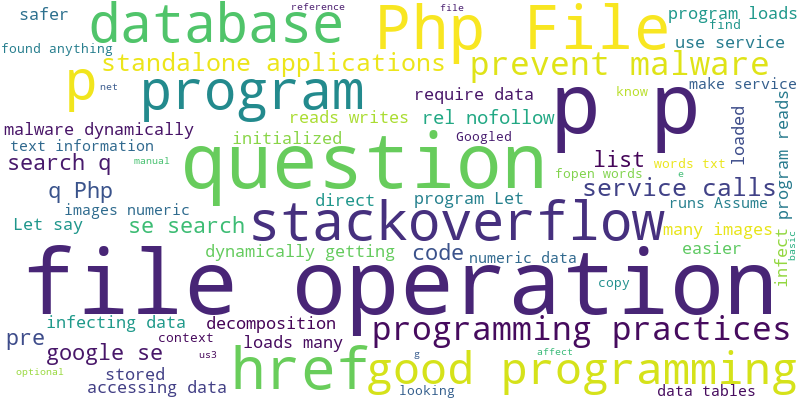 safer
database
reference
file
Php File
program loads
find
found anything
standalone applications
use service
p
net
program
prevent malware
require data
know
make service
reads writes
rel nofollow
p p
malware dynamically
initialized
Googled
text information
question
list
loaded
program reads
search q
manual
words txt
fopen words
e
q Php
direct
program Let
service calls
runs Assume
images numeric
Let say
se search
stackoverflow
many images
dynamically getting
code
numeric data
easier
infect
basic
file operation
copy
infecting data
decomposition
programming practices
pre
context
loads many
google se
us3
href
g
affect
good programming
optional
stored
accessing data
looking
data tables